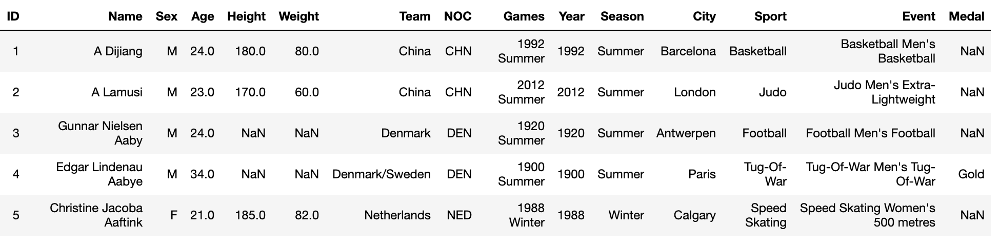 ID Name Sex Age Height Weight Team NOC Games Year Season City Sport Event Medal
1 A Dijiang M 24.0 180.0 80.0 China CHN 1992 Summer 1992 Summer Barcelona Basketball Basketball Men's Basketball NaN
2 A Lamusi M 23.0 170.0 60.0 China CHN 2012 Summer 2012 Summer London Judo Judo Men's Extra-Lightweight NaN
3 Gunnar Nielsen Aaby M 24.0 NaN NaN Denmark DEN 1920 Summer 1920 Summer Antwerpen Football Football Men's Football NaN
4 Edgar Lindenau Aabye M 34.0 NaN NaN Denmark/Sweden DEN 1900 Summer 1900 Summer Paris Tug-Of-War Tug-Of-War Men's Tug-Of-War Gold
5 Christine Jacoba Aaftink F 21.0 185.0 82.0 Netherlands NED 1988 Winter 1988 Winter Calgary Speed Skating Speed Skating Women's 500 metres NaN